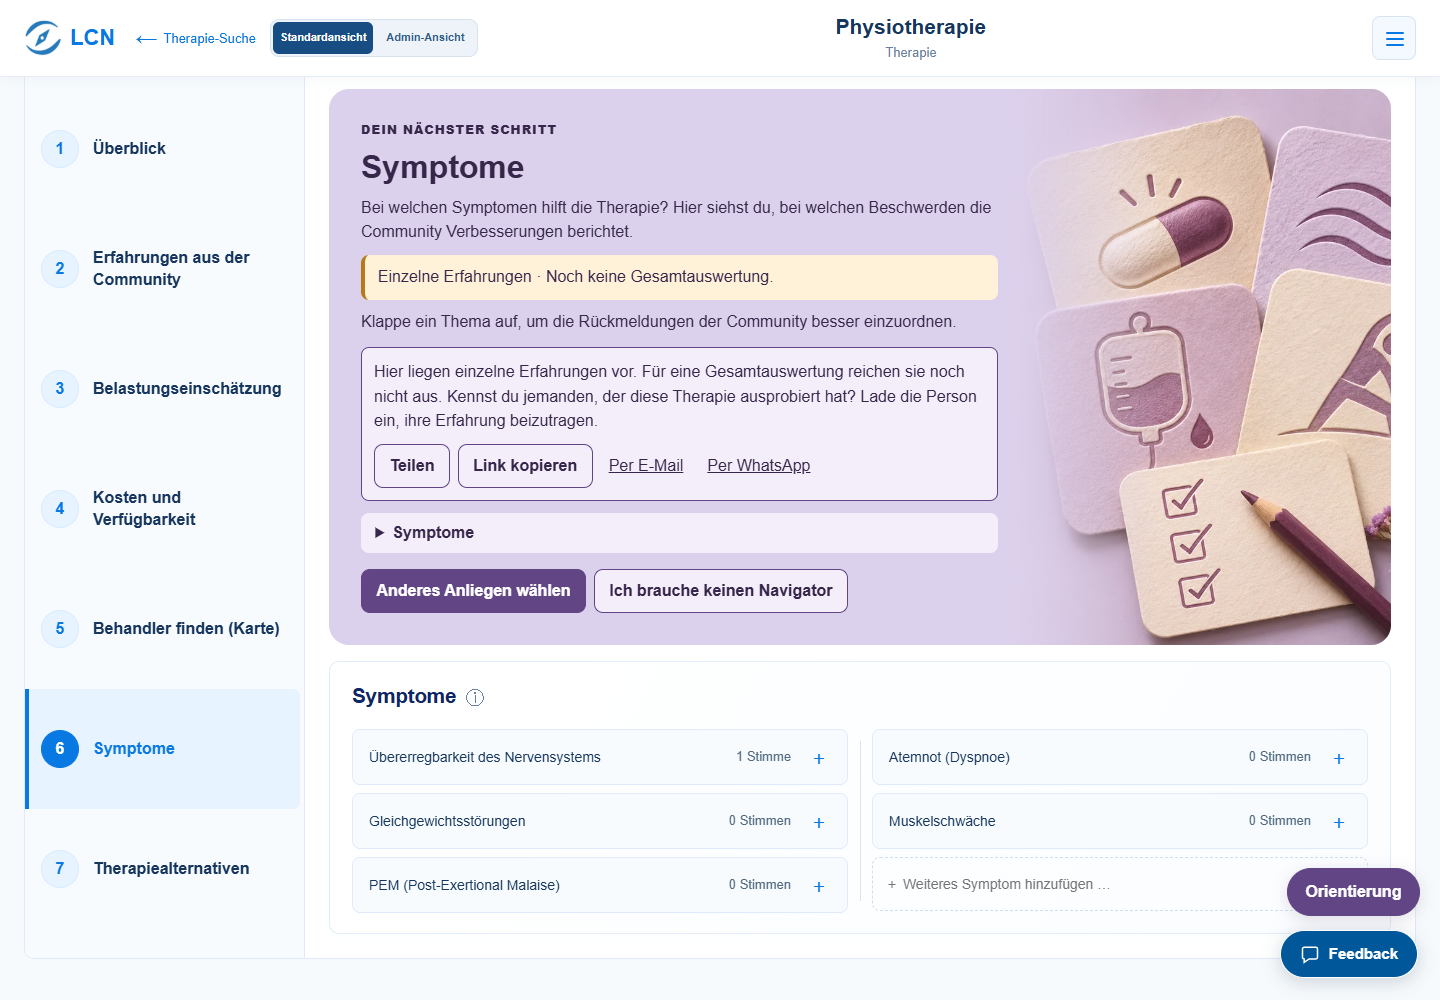 LCN
← Therapie-Suche
Standardansicht
Admin-Ansicht
Physiotherapie
Therapie
1 Überblick
2 Erfahrungen aus der
Community
3 Belastungseinschätzung
4 Kosten und
Verfügbarkeit
5 Behandler finden (Karte)
6 Symptome
7 Therapiealternativen
DEIN NÄCHSTER SCHRITT
Symptome
Bei welchen Symptomen hilft die Therapie? Hier siehst du, bei welchen Beschwerden die
Community Verbesserungen berichtet.
Einzelne Erfahrungen · Noch keine Gesamtauswertung.
Klappe ein Thema auf, um die Rückmeldungen der Community besser einzuordnen.
Hier liegen einzelne Erfahrungen vor. Für eine Gesamtauswertung reichen sie noch
nicht aus. Kennst du jemanden, der diese Therapie ausprobiert hat? Lade die Person
ein, ihre Erfahrung beizutragen.
Teilen
Link kopieren
Per E-Mail
Per WhatsApp
▶ Symptome
Anderes Anliegen wählen
Ich brauche keinen Navigator
Symptome ⓘ
Übererregbarkeit des Nervensystems 1 Stimme +
Gleichgewichtsstörungen 0 Stimmen +
PEM (Post-Exertional Malaise) 0 Stimmen +
Atemnot (Dyspnoe) 0 Stimmen +
Muskelschwäche 0 Stimmen +
+ Weiteres Symptom hinzufügen …
Orientierung
Feedback